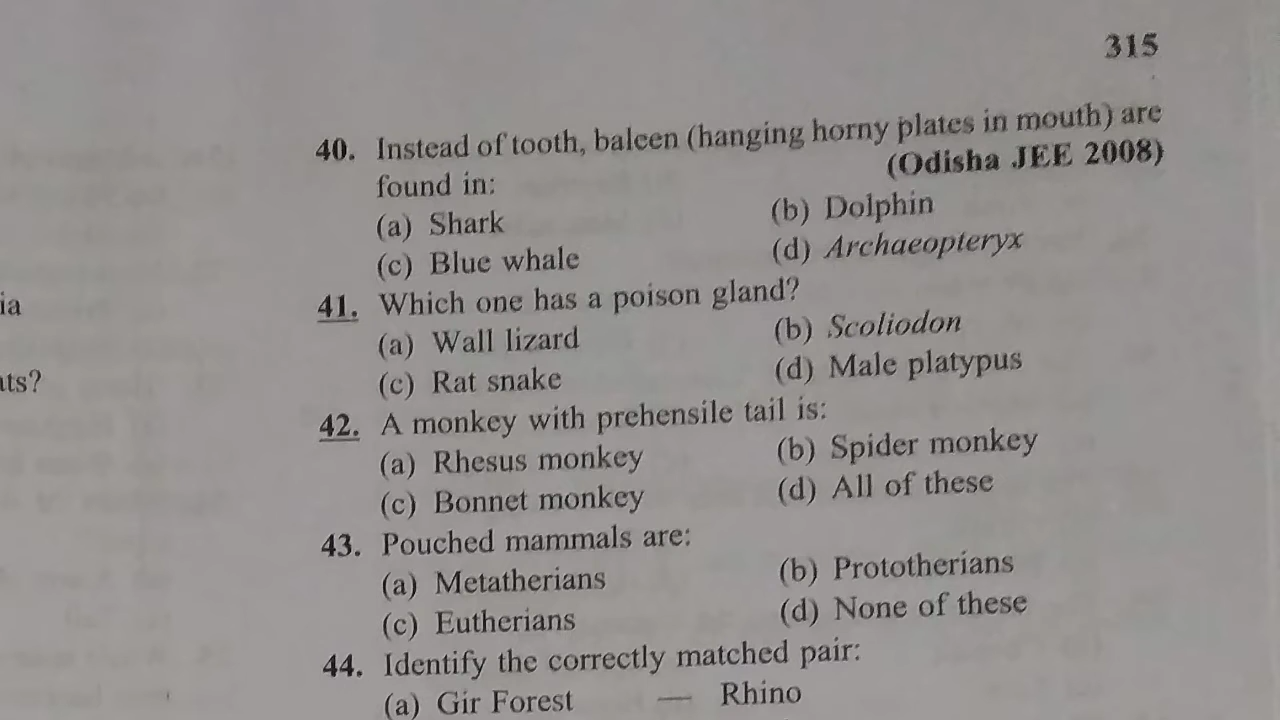 315
40. Instead of tooth, baleen (hanging horny plates in mouth) are
found in: (Odisha JEE 2008)
(a) Shark (b) Dolphin
(c) Blue whale (d) Archaeopteryx
41. Which one has a poison gland?
(a) Wall lizard (b) Scoliodon
(c) Rat snake (d) Male platypus
42. A monkey with prehensile tail is:
(a) Rhesus monkey (b) Spider monkey
(c) Bonnet monkey (d) All of these
43. Pouched mammals are:
(a) Metatherians (b) Prototherians
(c) Eutherians (d) None of these
44. Identify the correctly matched pair:
(a) Gir Forest — Rhino
ia
ats?